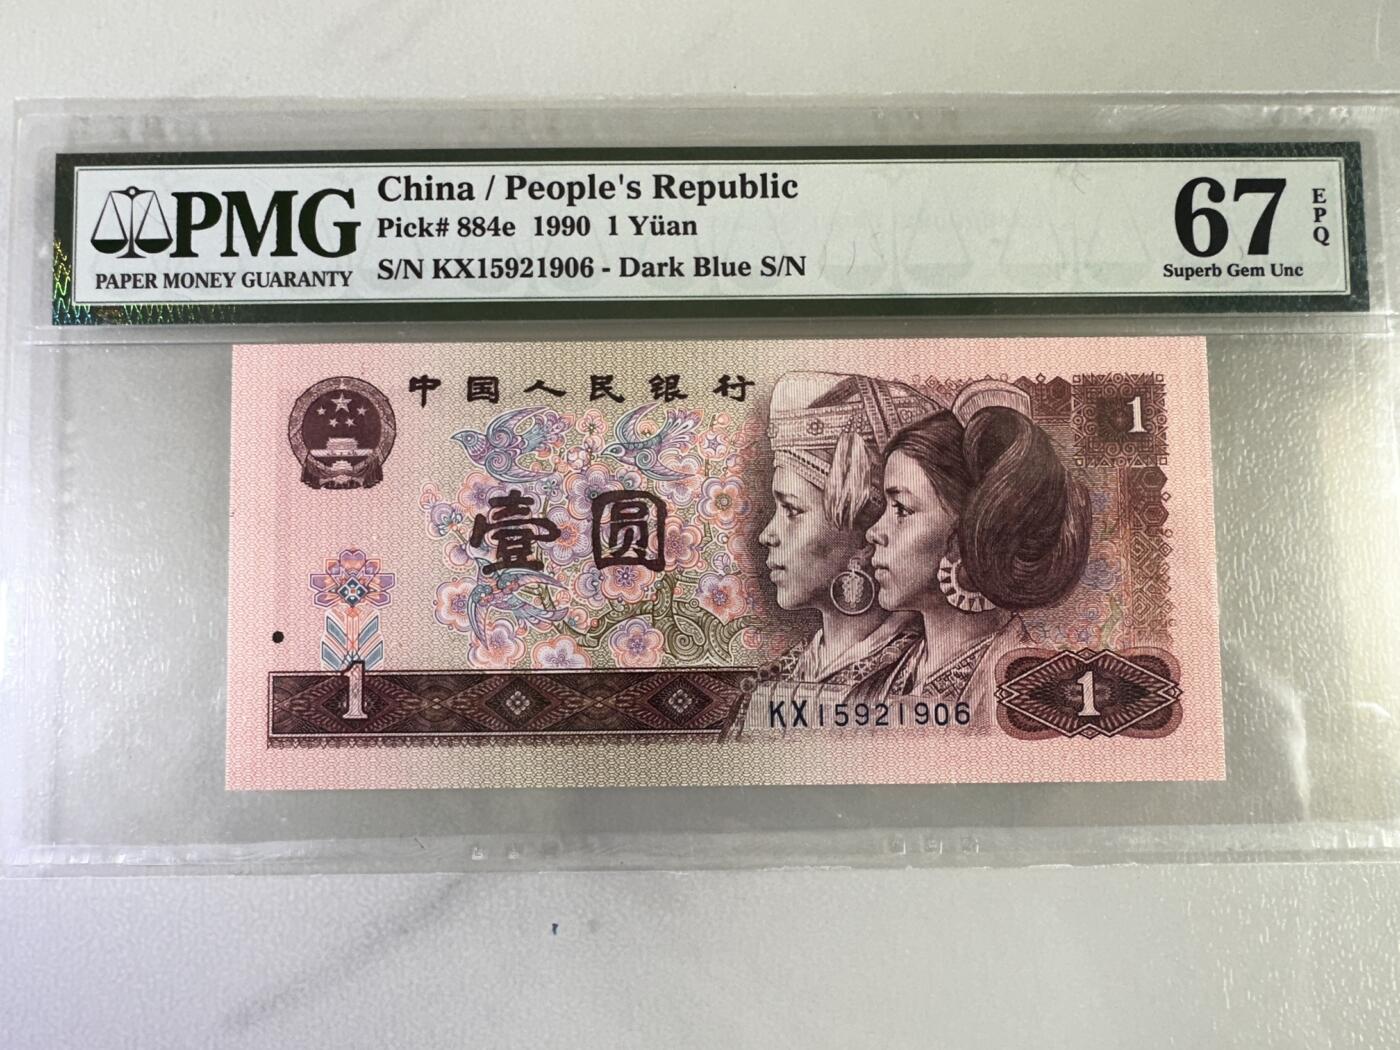 PMG
PAPER MONEY GUARANTY
China / People's Republic
Pick# 884e 1990 1 Yüan
S/N KX15921906 - Dark Blue S/N
67
EPQ
Superb Gem Unc
中国人民银行
1
壹圆
1
KX15921906
1